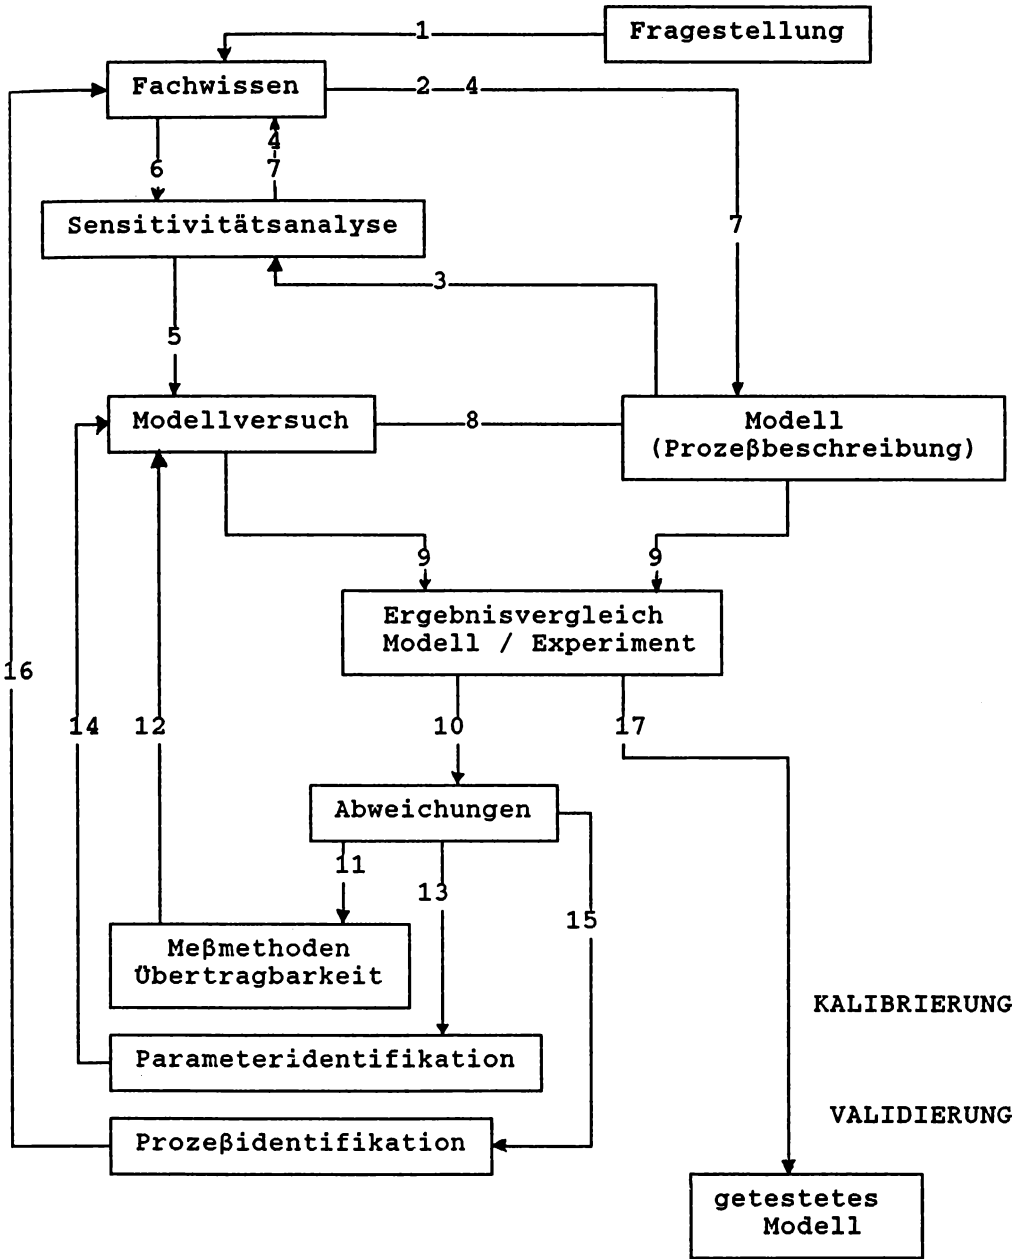 1
Fragestellung
Fachwissen
2 4
4
6
7
Sensitivitätsanalyse
7
3
5
Modellversuch
8
Modell
(Prozeßbeschreibung)
9
9
Ergebnisvergleich
Modell / Experiment
16
14
12
10
17
Abweichungen
11
13
15
Meßmethoden
Übertragbarkeit
KALIBRIERUNG
Parameteridentifikation
VALIDIERUNG
Prozeßidentifikation
getestetes
Modell